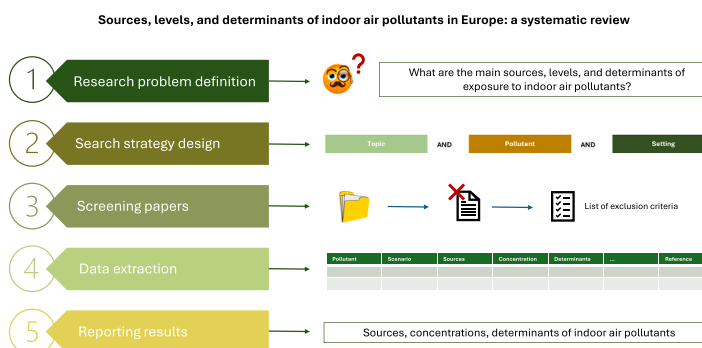 Sources, levels, and determinants of indoor air pollutants in Europe: a systematic review
1 Research problem definition
?
What are the main sources, levels, and determinants of
exposure to indoor air pollutants?
2 Search strategy design
Topic AND Pollutant AND Setting
3 Screening papers
List of exclusion criteria
4 Data extraction
Pollutant Scenario Sources Concentration Determinants ... Reference
5 Reporting results
Sources, concentrations, determinants of indoor air pollutants